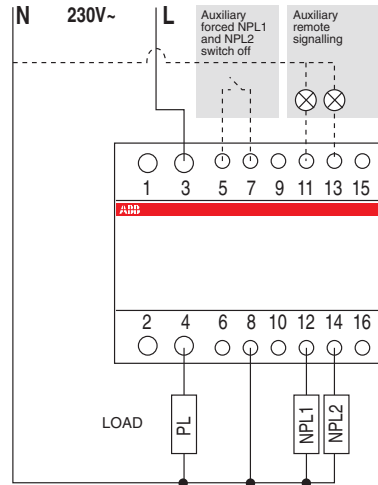 N 230V~ L
Auxiliary
forced NPL1
and NPL2
switch off
Auxiliary
remote
signalling
1 3 5 7 9 11 13 15
ABB
2 4 6 8 10 12 14 16
LOAD
PL
NPL1
NPL2